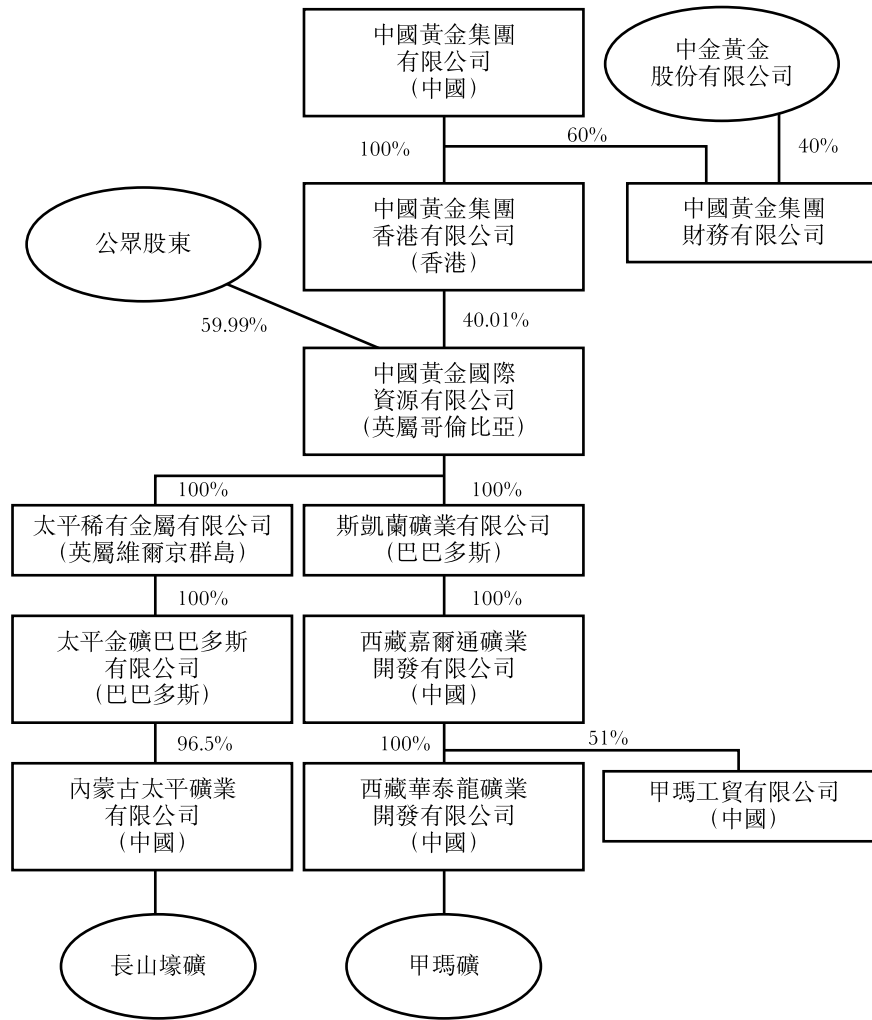 中國黃金集團
有限公司
（中國）
中金黃金
股份有限公司
100%
60%
40%
公眾股東
中國黃金集團
香港有限公司
（香港）
中國黃金集團
財務有限公司
59.99%
40.01%
中國黃金國際
資源有限公司
（英屬哥倫比亞）
100%
100%
太平稀有金屬有限公司
（英屬維爾京群島）
斯凱蘭礦業有限公司
（巴巴多斯）
100%
100%
太平金礦巴巴多斯
有限公司
（巴巴多斯）
西藏嘉爾通礦業
開發有限公司
（中國）
96.5%
100%
51%
內蒙古太平礦業
有限公司
（中國）
西藏華泰龍礦業
開發有限公司
（中國）
甲瑪工貿有限公司
（中國）
長山壕礦
甲瑪礦